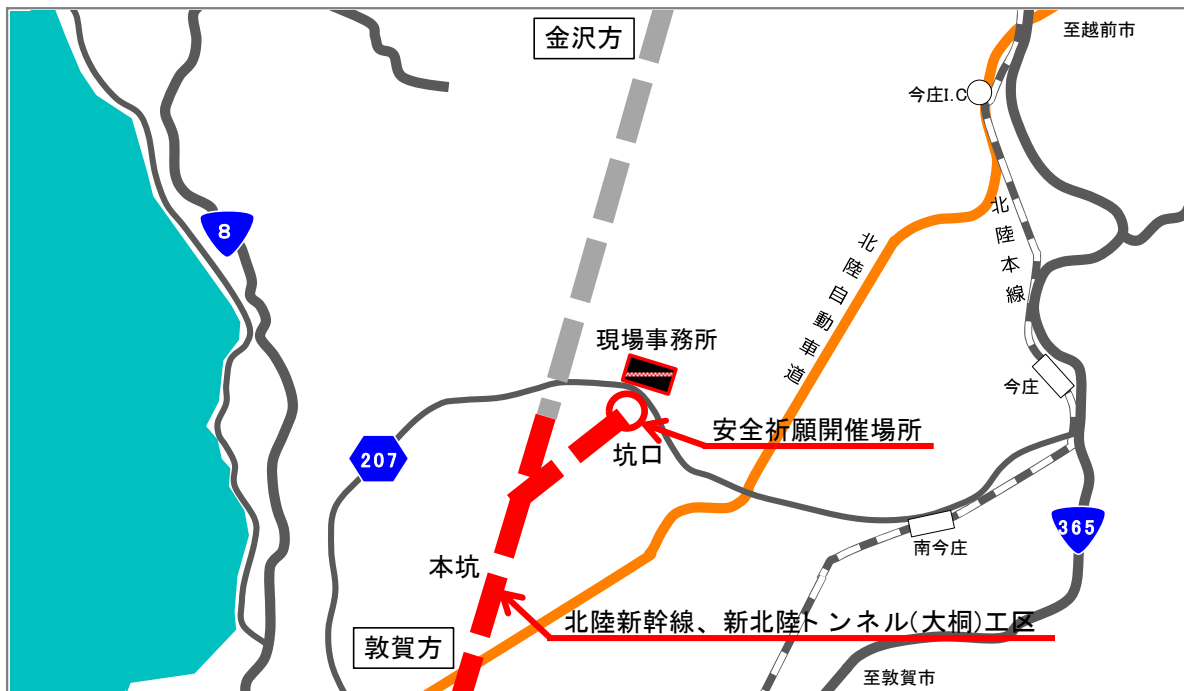 金沢方
至越前市
今庄I.C
8
北陸本線
北陸自動車道
現場事務所
今庄
安全祈願開催場所
坑口
207
365
南今庄
本坑
北陸新幹線、新北陸トンネル(大桐)工区
敦賀方
至敦賀市